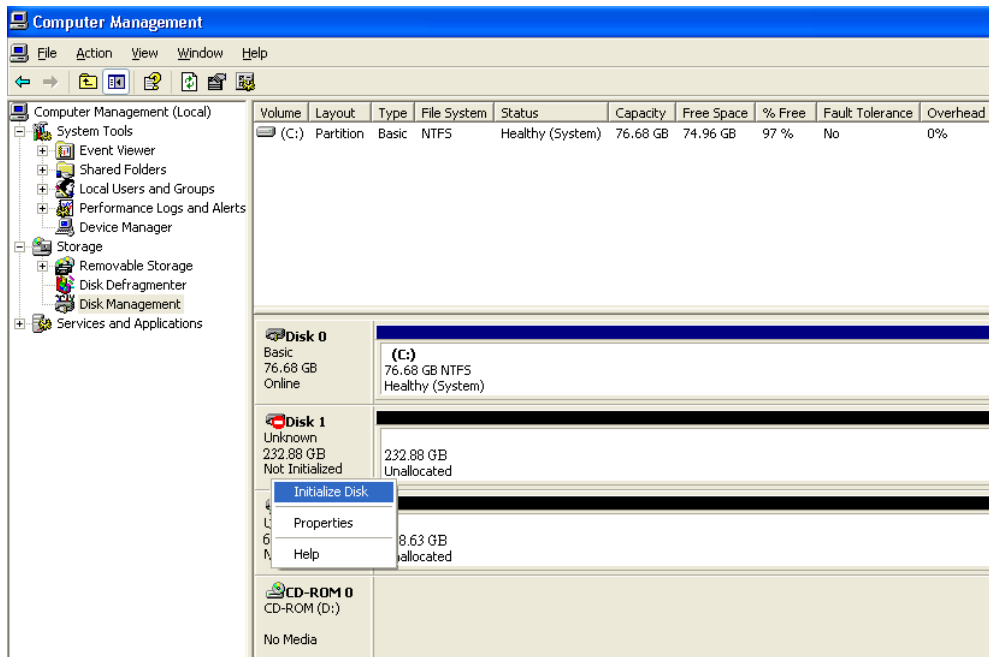 Computer Management
File Action View Window Help
Computer Management (Local)
System Tools
Event Viewer
Shared Folders
Local Users and Groups
Performance Logs and Alerts
Device Manager
Storage
Removable Storage
Disk Defragmenter
Disk Management
Services and Applications
Volume Layout Type File System Status Capacity Free Space % Free Fault Tolerance Overhead
(C:) Partition Basic NTFS Healthy (System) 76.68 GB 74.96 GB 97 % No 0%
Disk 0
Basic
76.68 GB
Online
(C:)
76.68 GB NTFS
Healthy (System)
Disk 1
Unknown
232.88 GB
Not Initialized
232.88 GB
Unallocated
Initialize Disk
Properties
Help
8.63 GB
allocated
CD-ROM 0
CD-ROM (D:)
No Media